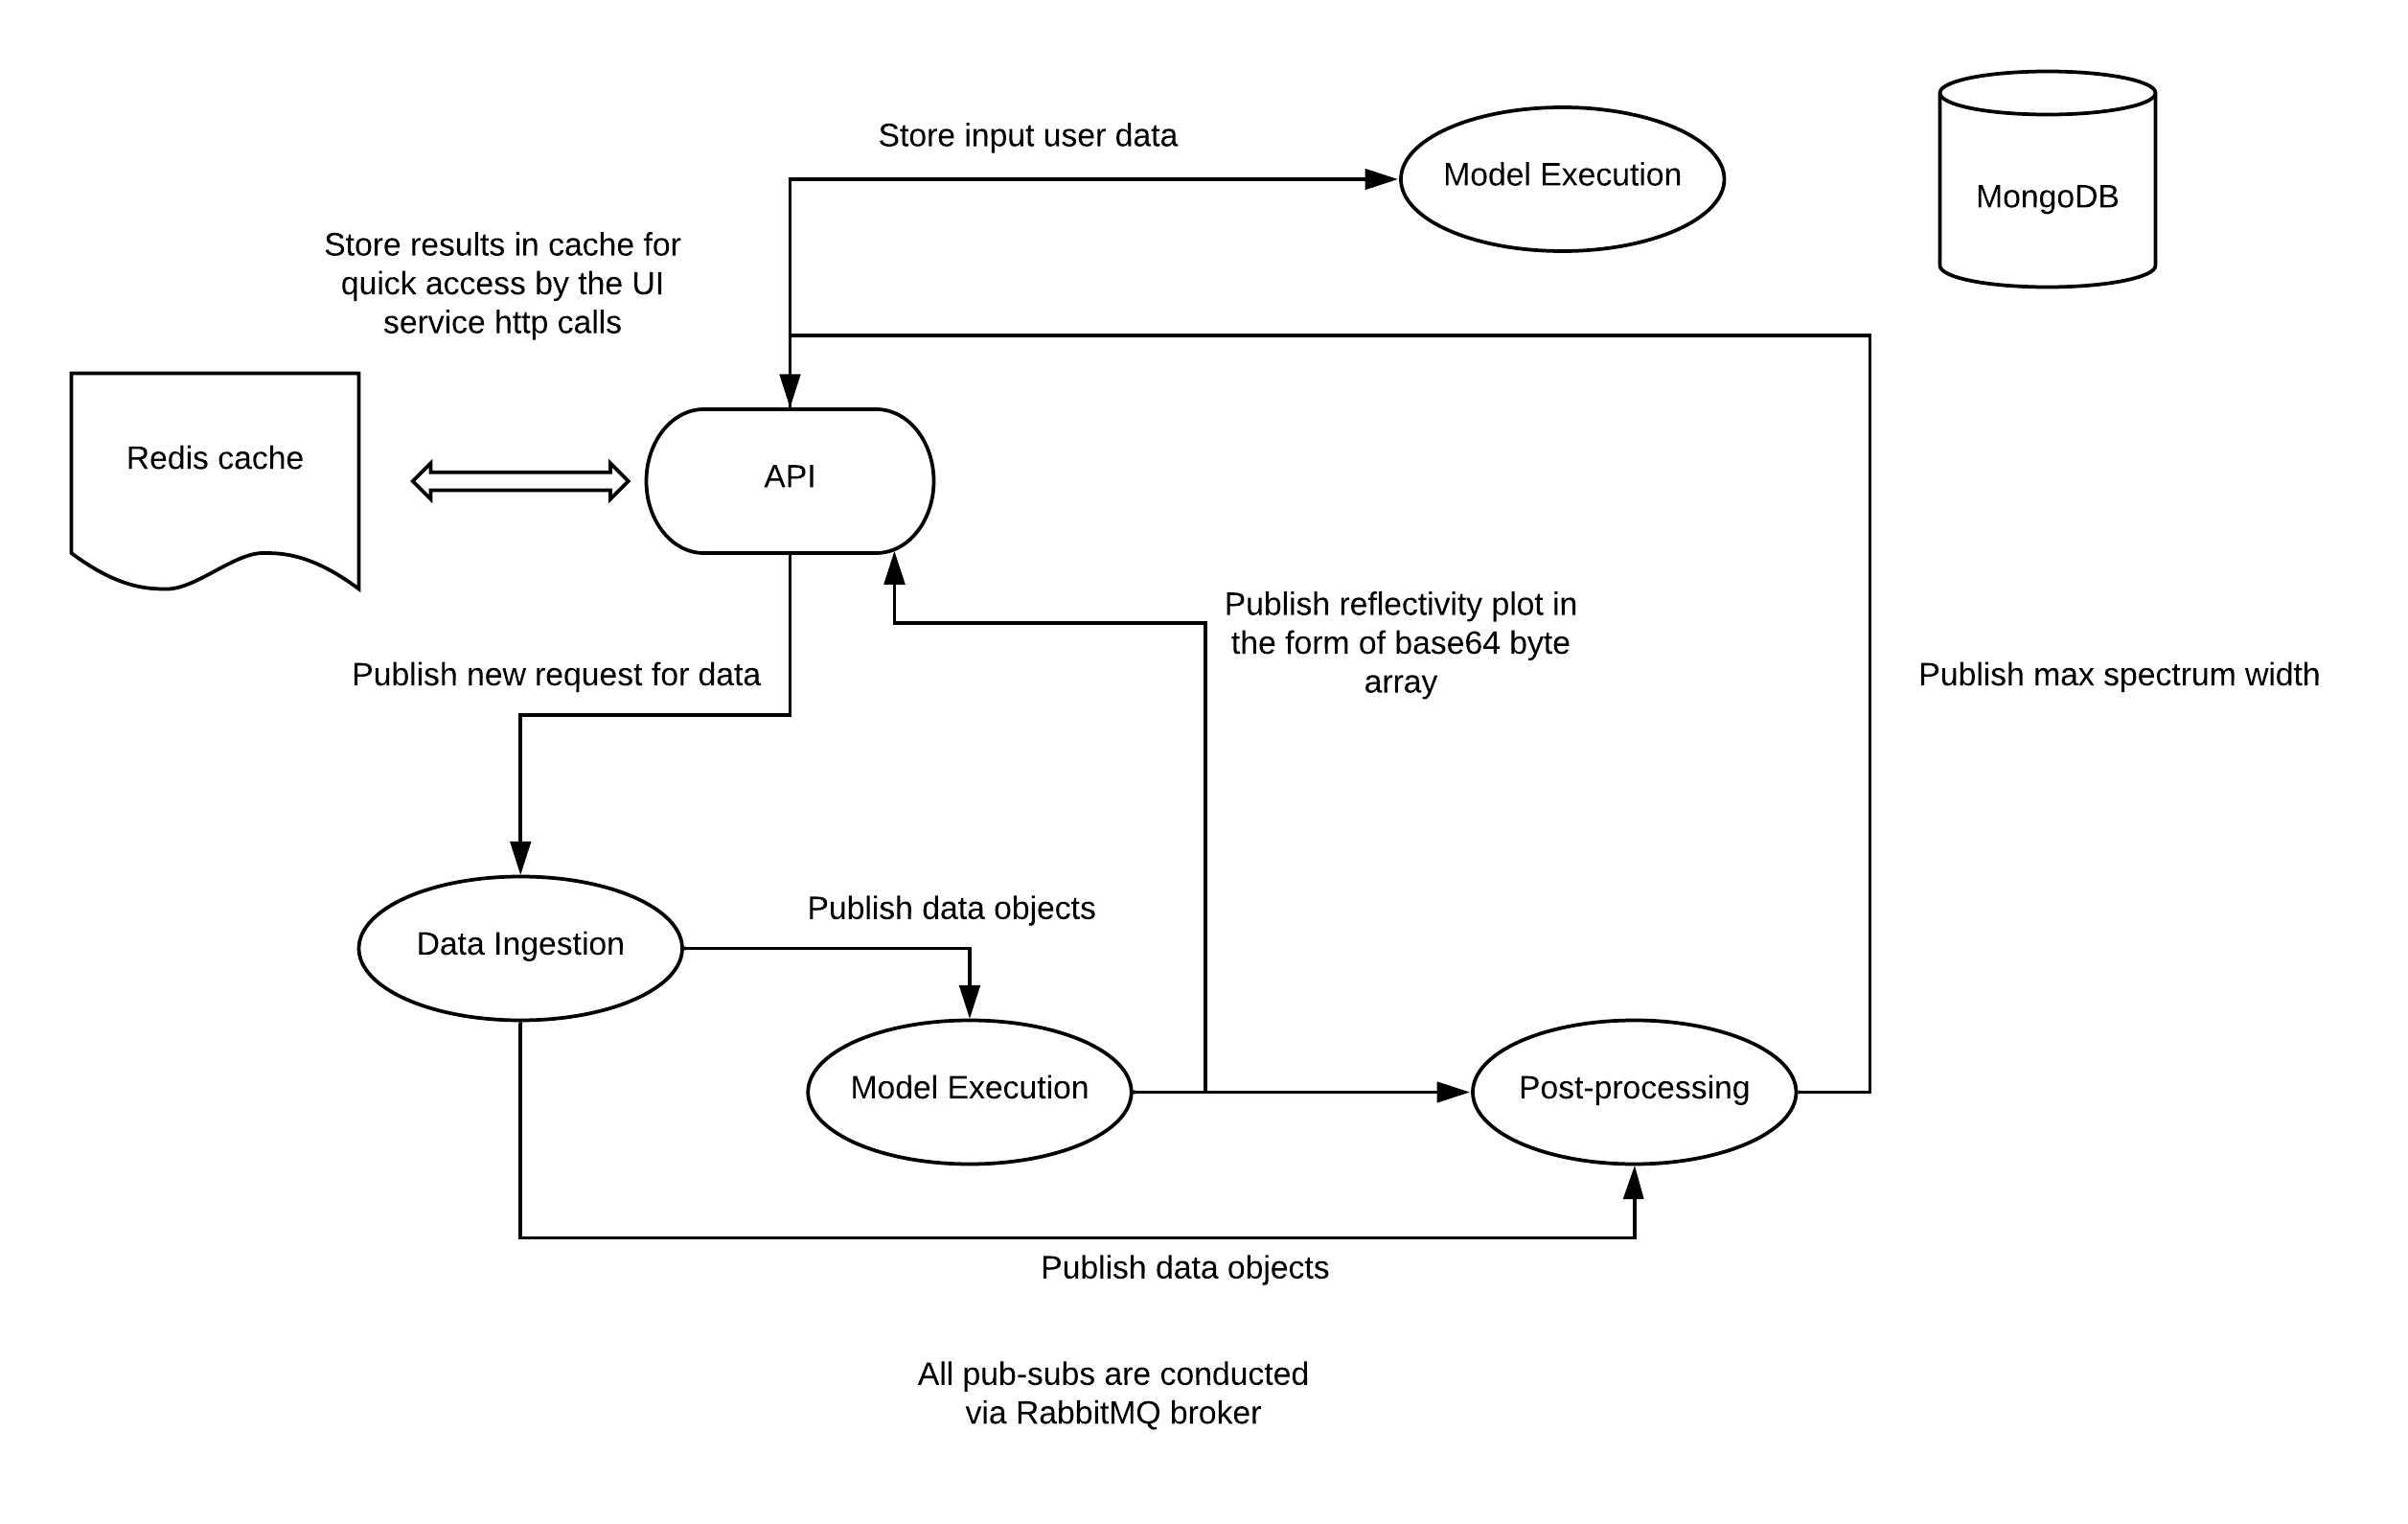 Store input user data
Model Execution
MongoDB
Store results in cache for
quick access by the UI
service http calls
Redis cache
API
Publish reflectivity plot in
the form of base64 byte
array
Publish new request for data
Publish max spectrum width
Publish data objects
Data Ingestion
Model Execution
Post-processing
Publish data objects
All pub-subs are conducted
via RabbitMQ broker